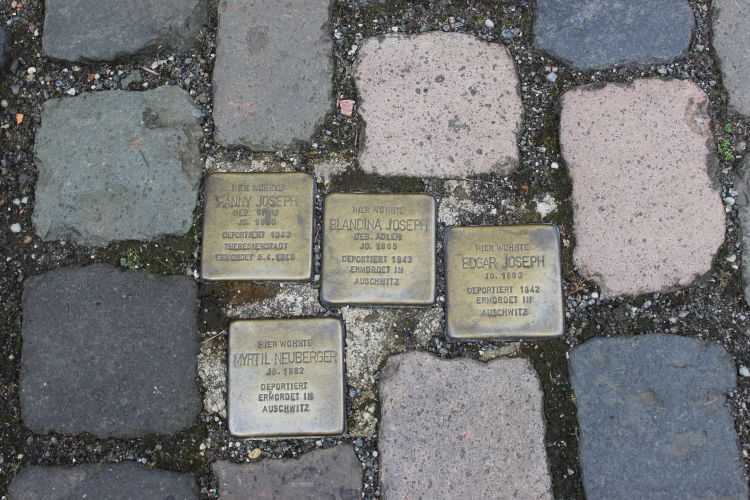 HIER WOHNTE
FANNY JOSEPH
GEB.
JG.
DEPORTIERT 1943
THERESIENSTADT
ERMORDET
HIER WOHNTE
BLANDINA JOSEPH
GEB. ADLER
JG.
DEPORTIERT 1943
ERMORDET IN
AUSCHWITZ
HIER WOHNTE
EDGAR JOSEPH
JG. 1893
DEPORTIERT 1942
ERMORDET IN
AUSCHWITZ
HIER WOHNTE
MYRTIL NEUBERGER
JG. 1882
DEPORTIERT
ERMORDET IN
AUSCHWITZ